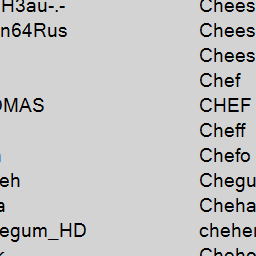 H3au-.- Chees
n64Rus Chees
Chees
Chef
OMAS CHEF
Cheff
Chefo
eh Chegu
a Cheha
egum_HD cheher